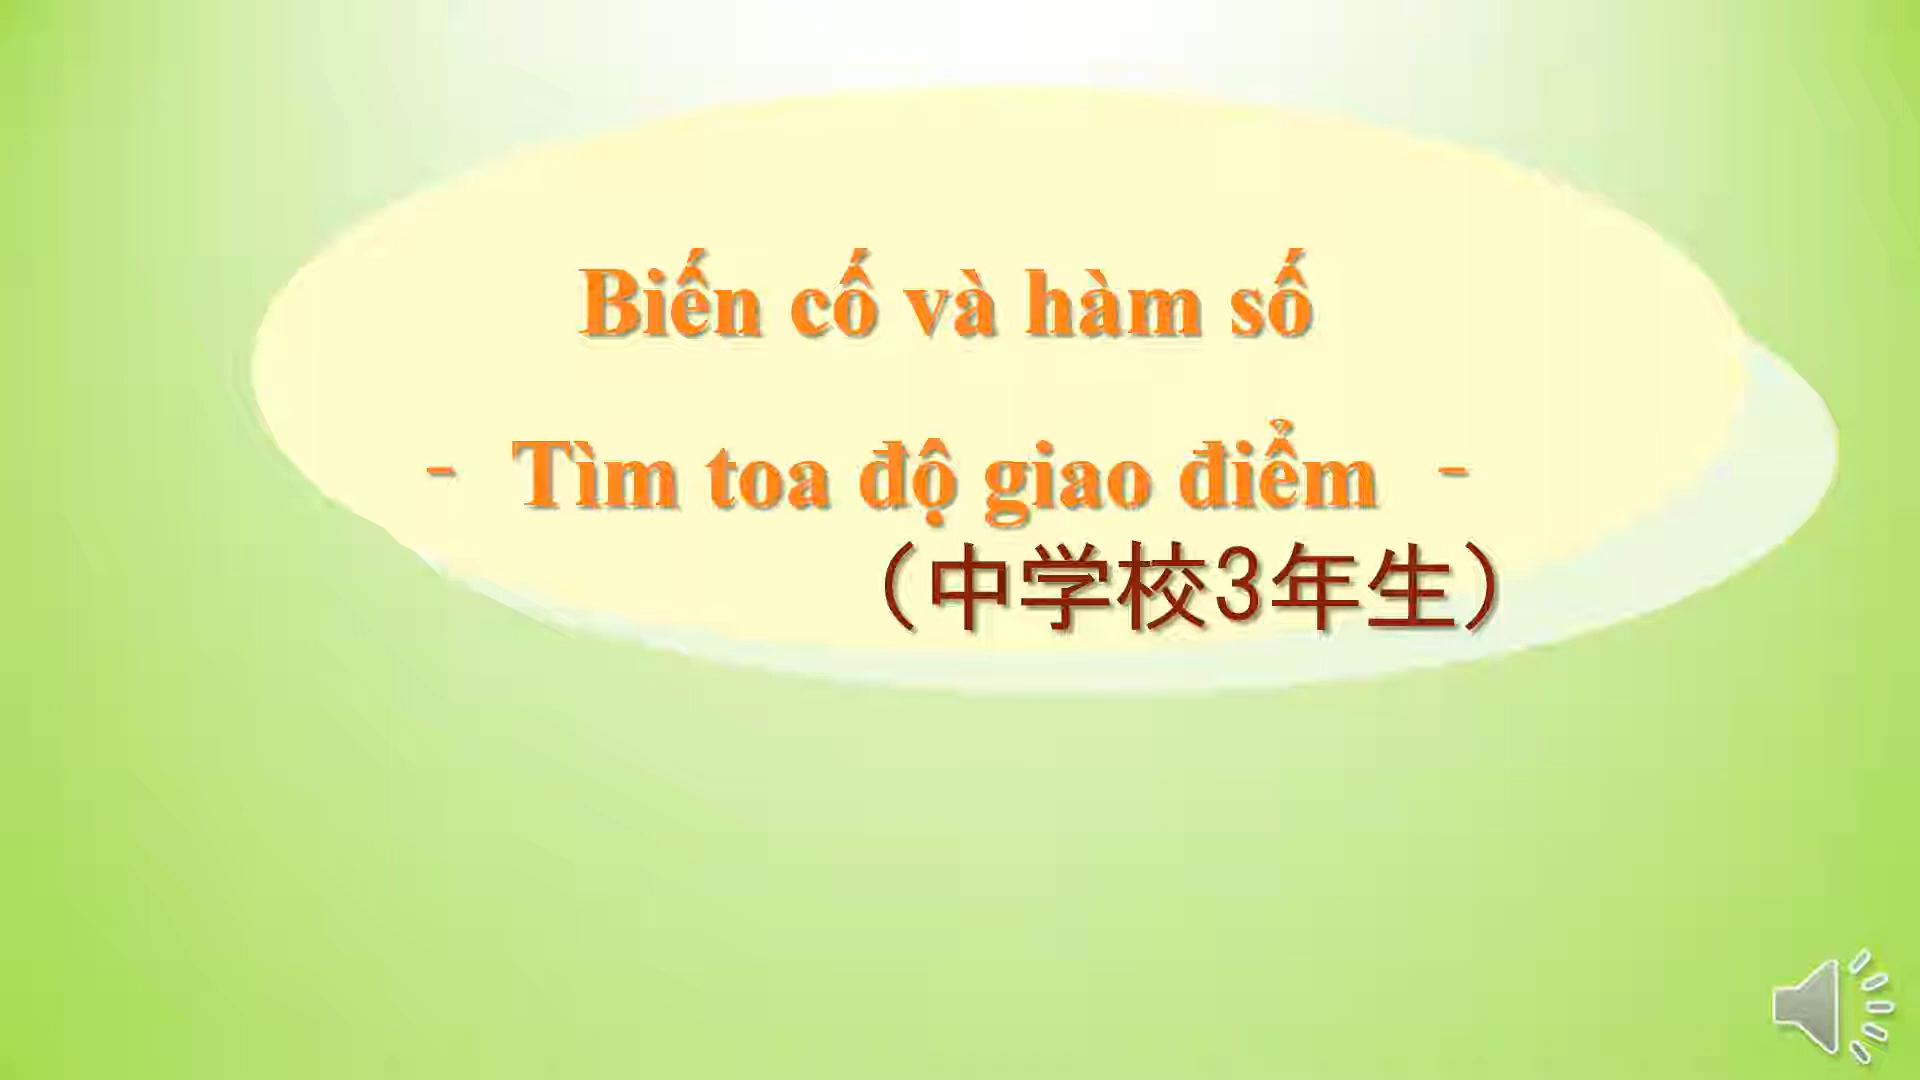 Biến cố và hàm số
- Tìm toa độ giao điểm -
（中学校3年生）